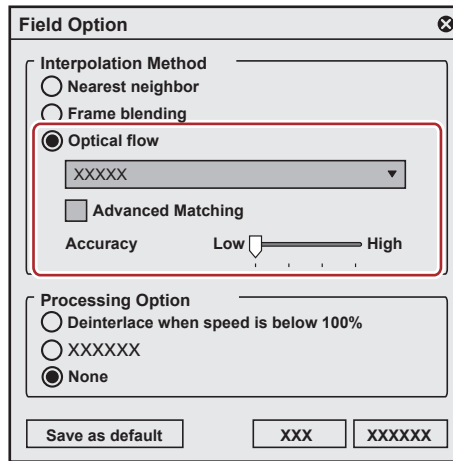 Field Option
Interpolation Method
Nearest neighbor
Frame blending
Optical flow
XXXXX
Advanced Matching
Accuracy Low High
Processing Option
Deinterlace when speed is below 100%
XXXXXX
None
Save as default XXX XXXXXX